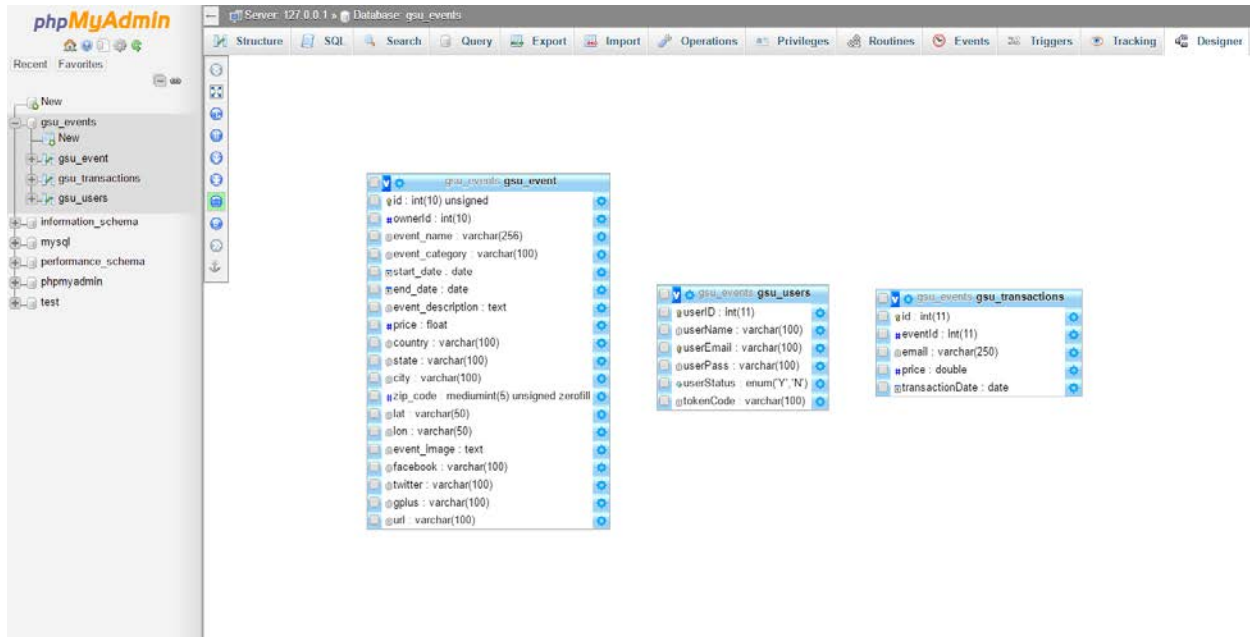 phpMyAdmin
Recent Favorites
New
gsu_events
New
gsu_event
gsu_transactions
gsu_users
information_schema
mysql
performance_schema
phpmyadmin
test
Server: 127.0.0.1 » Database: gsu_events
Structure SQL Search Query Export Import Operations Privileges Routines Events Triggers Tracking Designer
gsu_events gsu_event
id : int(10) unsigned
ownerId : int(10)
event_name : varchar(256)
event_category : varchar(100)
start_date : date
end_date : date
event_description : text
price : float
country : varchar(100)
state : varchar(100)
city : varchar(100)
zip_code : mediumint(5) unsigned zerofill
lat : varchar(50)
lon : varchar(50)
event_image : text
facebook : varchar(100)
twitter : varchar(100)
gplus : varchar(100)
url : varchar(100)
gsu_events gsu_users
userID : int(11)
userName : varchar(100)
userEmail : varchar(100)
userPass : varchar(100)
userStatus : enum('Y','N')
tokenCode : varchar(100)
gsu_events gsu_transactions
id : int(11)
eventId : int(11)
email : varchar(250)
price : double
transactionDate : date